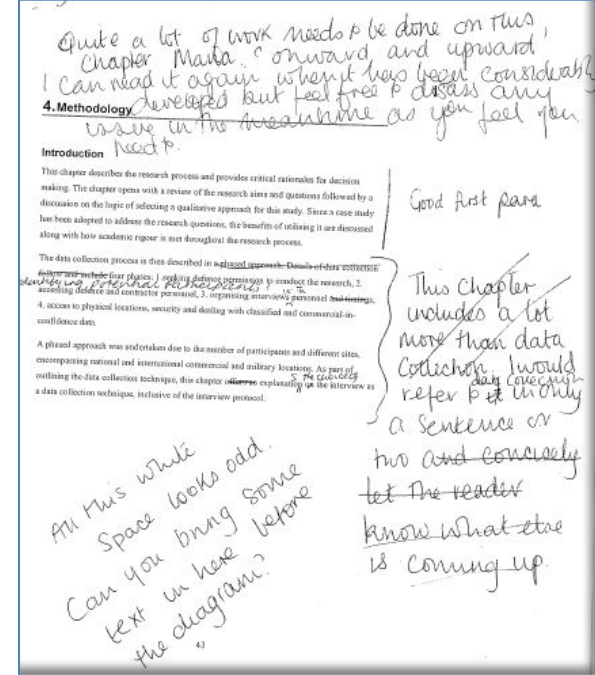 Quite a lot of work needs to be done on this
Chapter Maria. "onward and upward"
I can read it again when it has been considerably
developed but feel free to discuss any
issue in the meantime as you feel you
need to.
4. Methodology
Introduction
This chapter describes the research process and provides critical rationales for decision
making. The chapter opens with a review of the research aims and questions followed by a
discussion on the logic of selecting a qualitative approach for this study. Since a case study
has been adopted to address the research questions, the benefits of utilising it are discussed
along with how academic rigour is met throughout the research process.
Good first para
The data collection process is then described in a phased approach. Details of data collection
follow and include four phases: 1 seeking defence permission to conduct the research, 2.
identifying potential participants
accessing defence and contractor personnel, 3. organising interviews personnel and timings,
4. access to physical locations, security and dealing with classified and commercial-in-
confidence data.
A phased approach was undertaken due to the number of participants and different sites,
encompassing national and international commercial and military locations. As part of
outlining the data collection technique, this chapter explanation the interview as
a data collection technique, inclusive of the interview protocol.
This Chapter
includes a lot
more than data
Collection. I would
data collection
refer to it in only
a sentence or
two and concisely
let the reader
know what else
is coming up.
All this white
space looks odd.
Can you bring some
text in here before
the diagram?
43